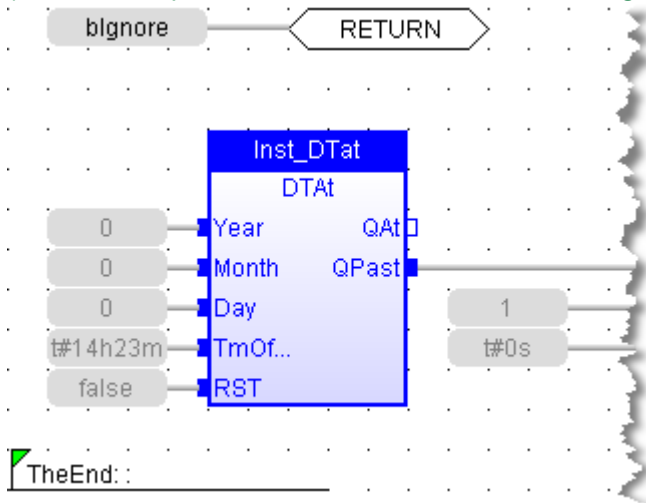 bIgnore RETURN
Inst_DTat
DTAt
0 Year QAt
0 Month QPast
0 Day 1
t#14h23m TmOf... t#0s
false RST
TheEnd: :